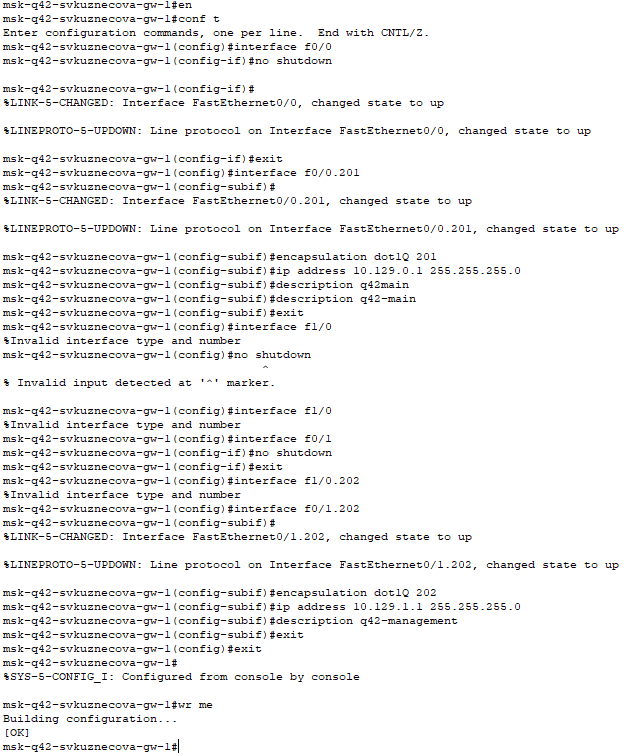 msk-q42-svkuznecova-gw-1#en
msk-q42-svkuznecova-gw-1#conf t
Enter configuration commands, one per line.  End with CNTL/Z.
msk-q42-svkuznecova-gw-1(config)#interface f0/0
msk-q42-svkuznecova-gw-1(config-if)#no shutdown

msk-q42-svkuznecova-gw-1(config-if)#
%LINK-5-CHANGED: Interface FastEthernet0/0, changed state to up

%LINEPROTO-5-UPDOWN: Line protocol on Interface FastEthernet0/0, changed state to up

msk-q42-svkuznecova-gw-1(config-if)#exit
msk-q42-svkuznecova-gw-1(config)#interface f0/0.201
msk-q42-svkuznecova-gw-1(config-subif)#
%LINK-5-CHANGED: Interface FastEthernet0/0.201, changed state to up

%LINEPROTO-5-UPDOWN: Line protocol on Interface FastEthernet0/0.201, changed state to up

msk-q42-svkuznecova-gw-1(config-subif)#encapsulation dot1Q 201
msk-q42-svkuznecova-gw-1(config-subif)#ip address 10.129.0.1 255.255.255.0
msk-q42-svkuznecova-gw-1(config-subif)#description q42main
msk-q42-svkuznecova-gw-1(config-subif)#description q42-main
msk-q42-svkuznecova-gw-1(config-subif)#exit
msk-q42-svkuznecova-gw-1(config)#interface f1/0
%Invalid interface type and number
msk-q42-svkuznecova-gw-1(config)#no shutdown
                                     ^
% Invalid input detected at '^' marker.

msk-q42-svkuznecova-gw-1(config)#interface f1/0
%Invalid interface type and number
msk-q42-svkuznecova-gw-1(config)#interface f0/1
msk-q42-svkuznecova-gw-1(config-if)#no shutdown
msk-q42-svkuznecova-gw-1(config-if)#exit
msk-q42-svkuznecova-gw-1(config)#interface f1/0.202
%Invalid interface type and number
msk-q42-svkuznecova-gw-1(config)#interface f0/1.202
msk-q42-svkuznecova-gw-1(config-subif)#
%LINK-5-CHANGED: Interface FastEthernet0/1.202, changed state to up

%LINEPROTO-5-UPDOWN: Line protocol on Interface FastEthernet0/1.202, changed state to up

msk-q42-svkuznecova-gw-1(config-subif)#encapsulation dot1Q 202
msk-q42-svkuznecova-gw-1(config-subif)#ip address 10.129.1.1 255.255.255.0
msk-q42-svkuznecova-gw-1(config-subif)#description q42-management
msk-q42-svkuznecova-gw-1(config-subif)#exit
msk-q42-svkuznecova-gw-1(config)#exit
msk-q42-svkuznecova-gw-1#
%SYS-5-CONFIG_I: Configured from console by console

msk-q42-svkuznecova-gw-1#wr me
Building configuration...
[OK]
msk-q42-svkuznecova-gw-1#